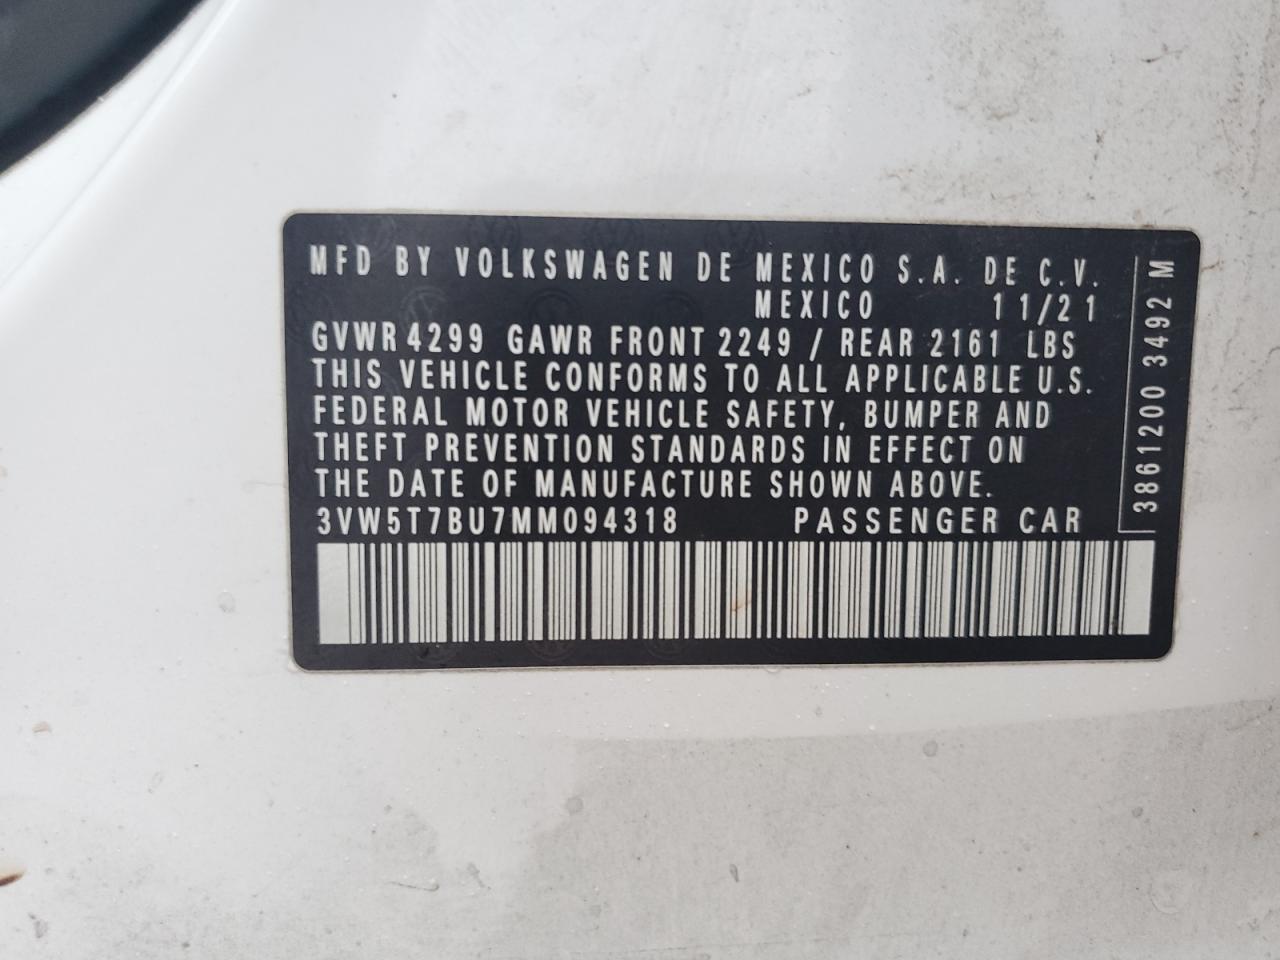 MFD BY VOLKSWAGEN DE MEXICO S.A. DE C.V.
MEXICO 11/21
GVWR 4299 GAWR FRONT 2249 / REAR 2161 LBS
THIS VEHICLE CONFORMS TO ALL APPLICABLE U.S.
FEDERAL MOTOR VEHICLE SAFETY, BUMPER AND
THEFT PREVENTION STANDARDS IN EFFECT ON
THE DATE OF MANUFACTURE SHOWN ABOVE.
3VW5T7BU7MM094318 PASSENGER CAR
3861200 3492 M